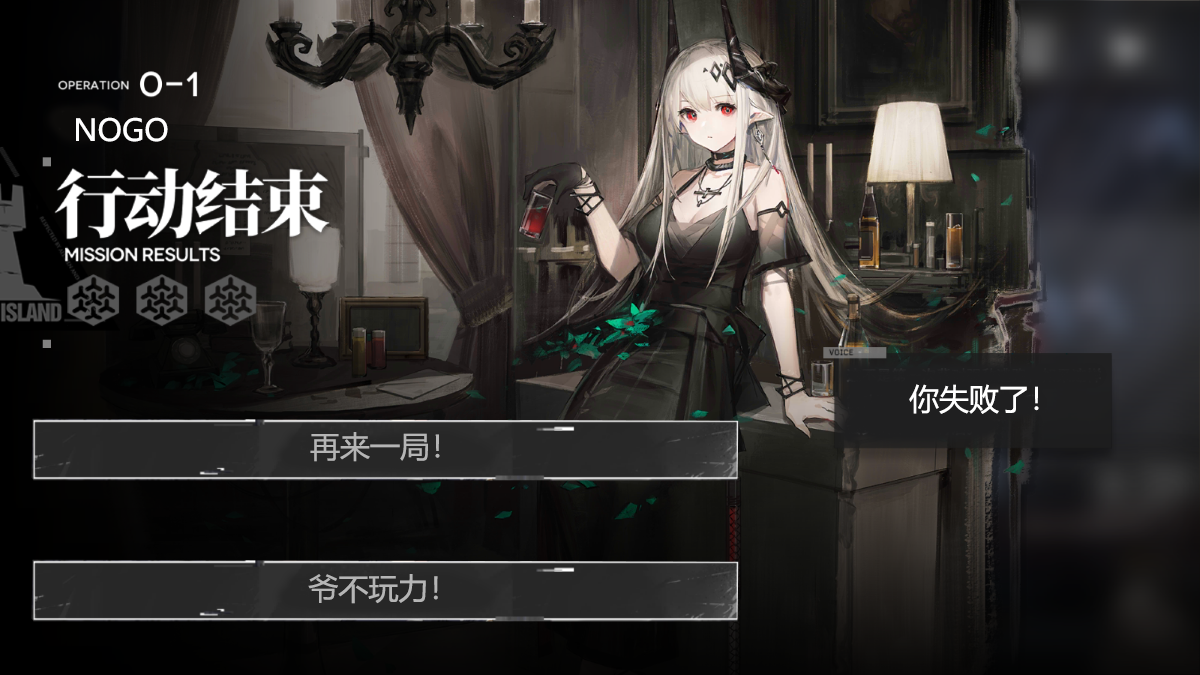 OPERATION O-1
NOGO
行动结束
MISSION RESULTS
ISLAND
VOICE
你失败了！
再来一局！
爷不玩力！